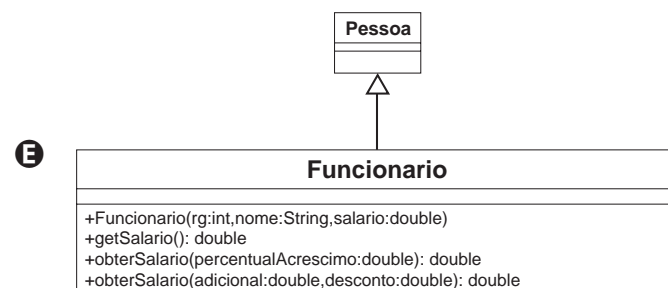 Pessoa
E
Funcionario
+Funcionario(rg:int,nome:String,salario:double)
+getSalario(): double
+obterSalario(percentualAcrescimo:double): double
+obterSalario(adicional:double,desconto:double): double